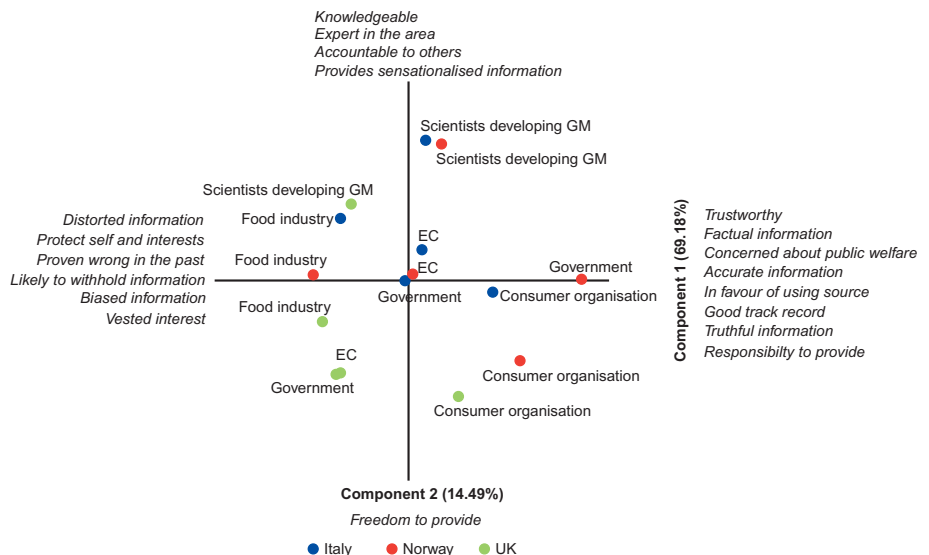 Knowledgeable
Expert in the area
Accountable to others
Provides sensationalised information
Scientists developing GM
Scientists developing GM
Scientists developing GM
Food industry
EC
Food industry
EC
Government
Government
Consumer organisation
Food industry
EC
Government
Consumer organisation
Consumer organisation
Distorted information
Protect self and interests
Proven wrong in the past
Likely to withhold information
Biased information
Vested interest
Component 1 (69.18%)
Trustworthy
Factual information
Concerned about public welfare
Accurate information
In favour of using source
Good track record
Truthful information
Responsibilty to provide
Component 2 (14.49%)
Freedom to provide
Italy Norway UK